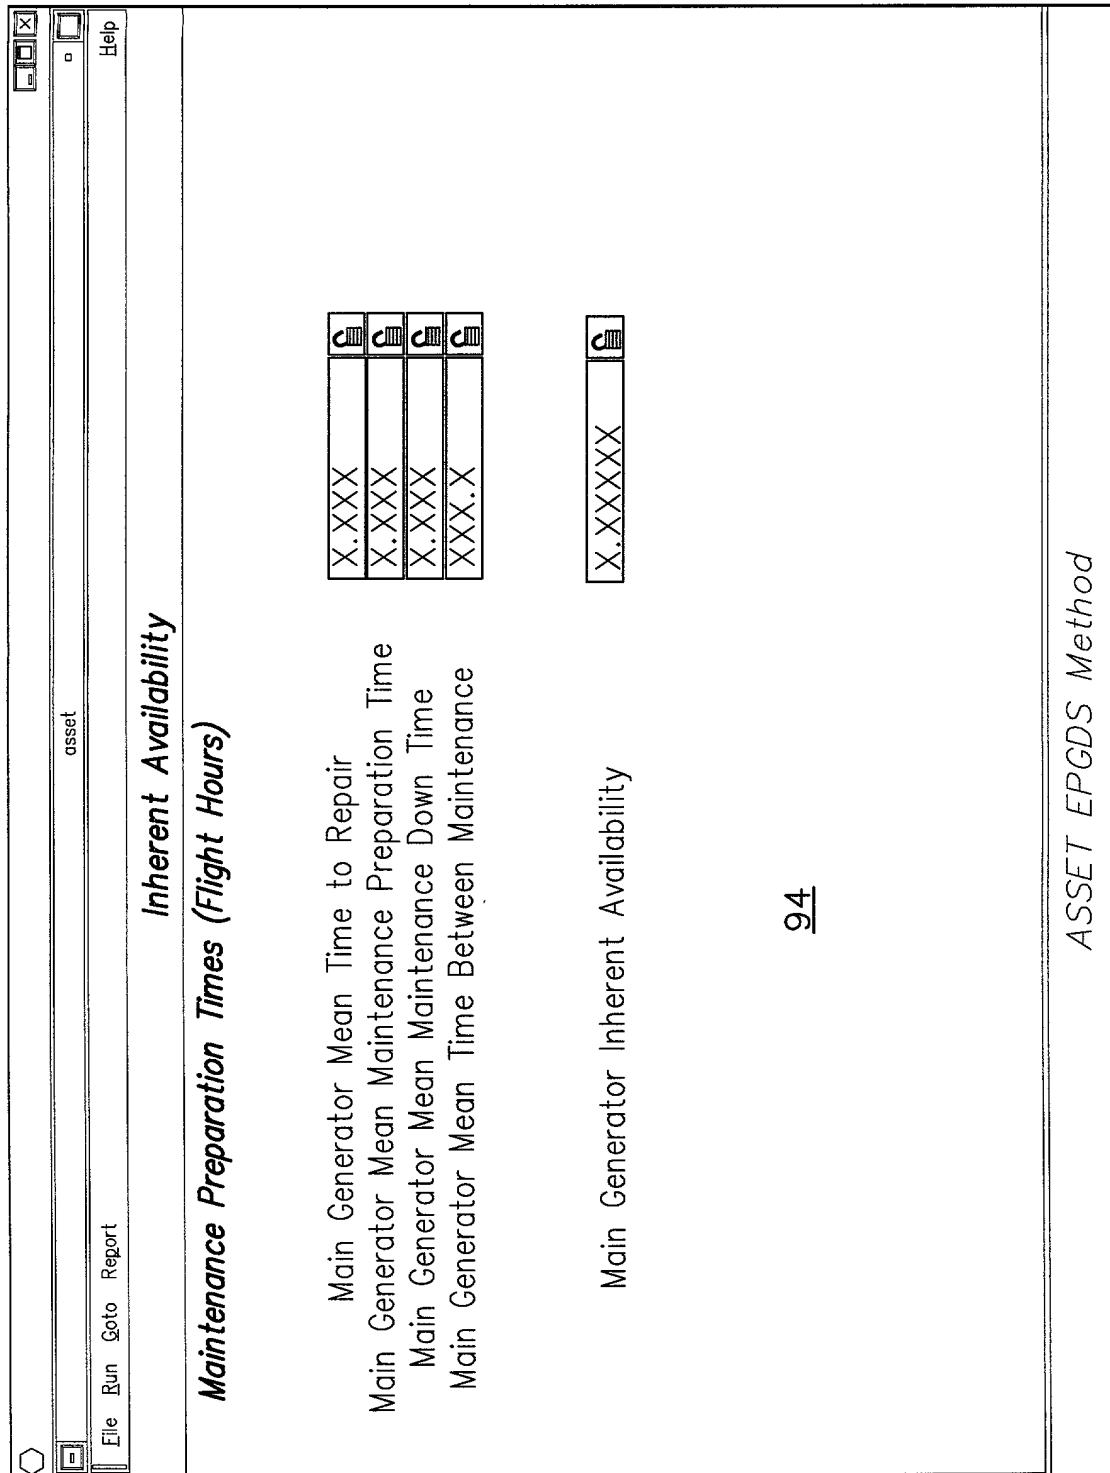 asset
File Run Goto Report Help
Inherent Availability
Maintenance Preparation Times (Flight Hours)
Main Generator Mean Time to Repair X.XXX
Main Generator Mean Maintenance Preparation Time X.XXX
Main Generator Mean Maintenance Down Time X.XXX
Main Generator Mean Time Between Maintenance XXX.X
Main Generator Inherent Availability X.XXXXX
94
ASSET EPGDS Method